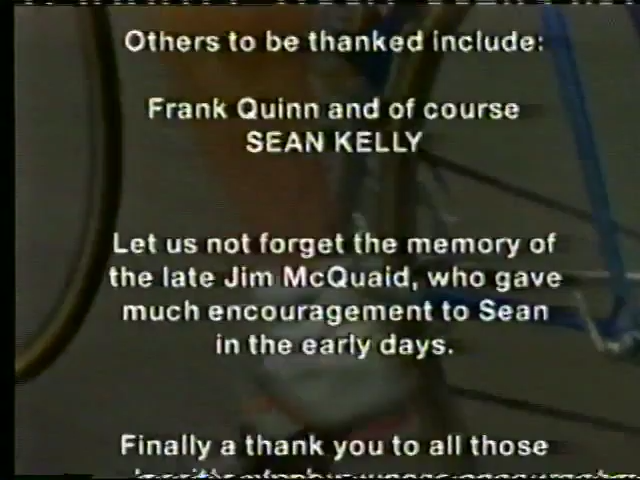 Others to be thanked include:
Frank Quinn and of course
SEAN KELLY
Let us not forget the memory of
the late Jim McQuaid, who gave
much encouragement to Sean
in the early days.
Finally a thank you to all those